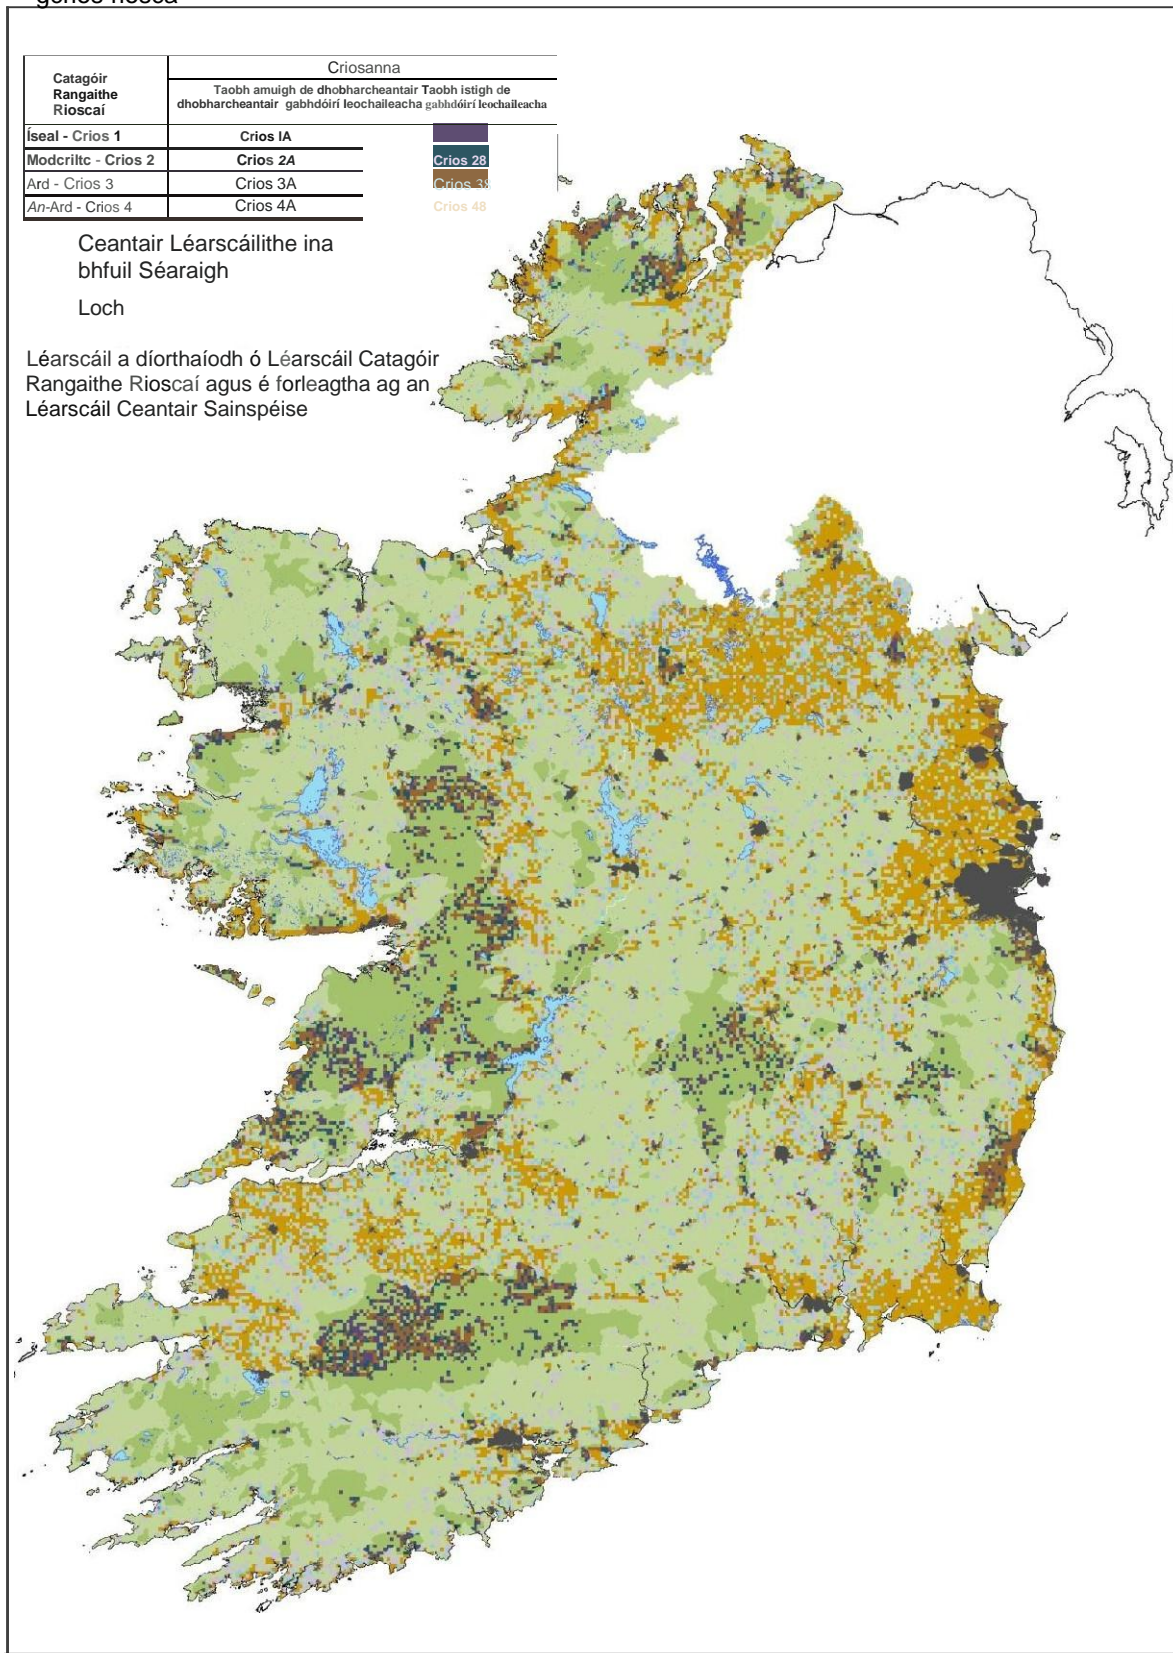 Criosanna
Catagóir
Rangaithe
Rioscaí
Taobh amuigh de dhobharcheantair Taobh istigh de
dhobharcheantair gabhdóirí leochaileacha gabhdóirí leochaileacha
Íseal - Crios 1 Crios IA
Modcriltc - Crios 2 Crios 2A Crios 28
Ard - Crios 3 Crios 3A Crios 38
An-Ard - Crios 4 Crios 4A Crios 48
Ceantair Léarscáilithe ina
bhfuil Séaraigh
Loch
Léarscáil a díorthaíodh ó Léarscáil Catagóir
Rangaithe Rioscaí agus é forleagtha ag an
Léarscáil Ceantair Sainspéise